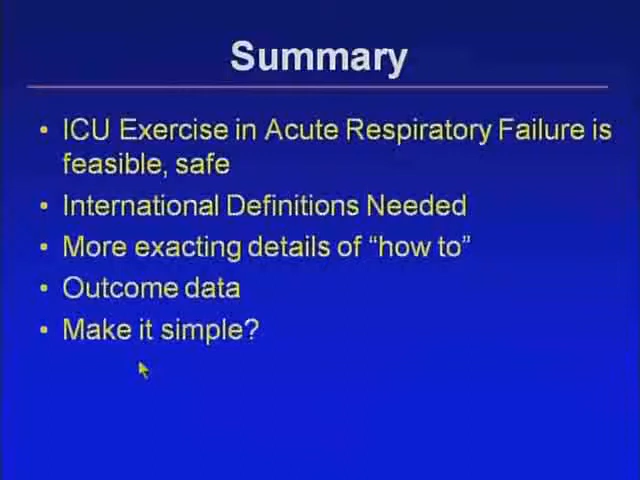 Summary
• ICU Exercise in Acute Respiratory Failure is
feasible, safe
• International Definitions Needed
• More exacting details of “how to”
• Outcome data
• Make it simple?